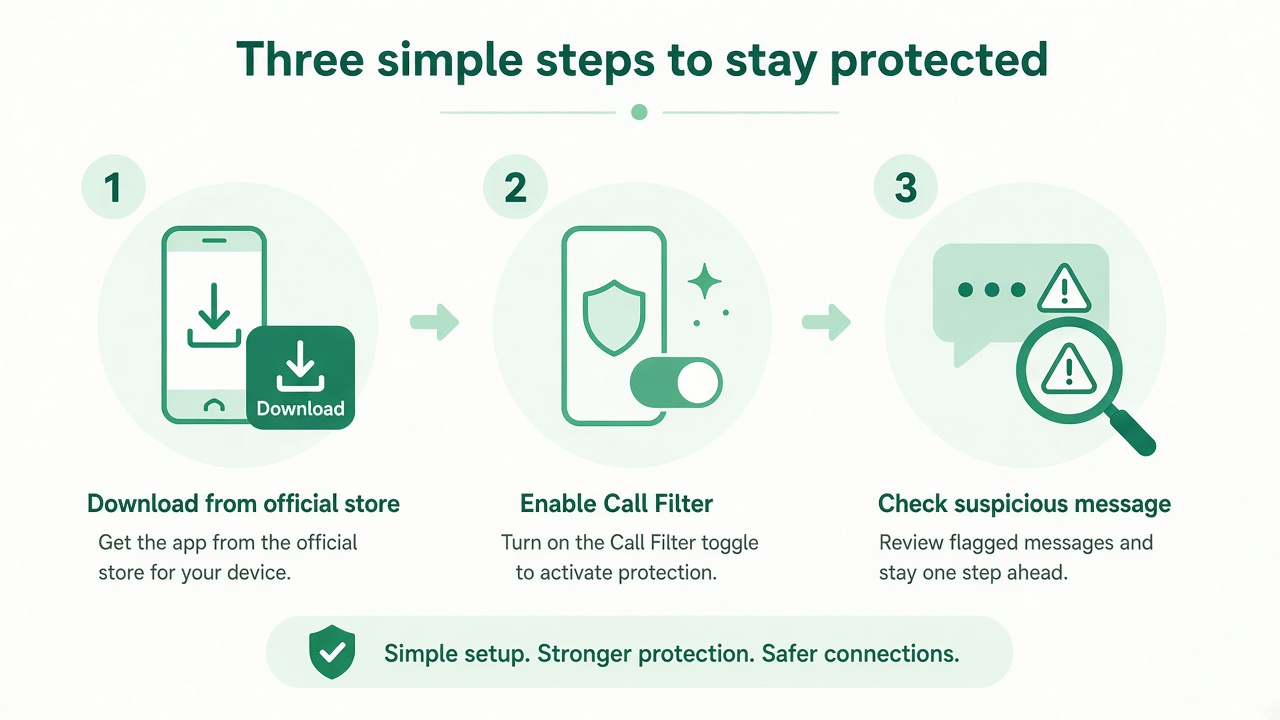 Three simple steps to stay protected
1
2
3
Download
Download from official store
Get the app from the official
store for your device.
Enable Call Filter
Turn on the Call Filter toggle
to activate protection.
Check suspicious message
Review flagged messages and
stay one step ahead.
Simple setup. Stronger protection. Safer connections.